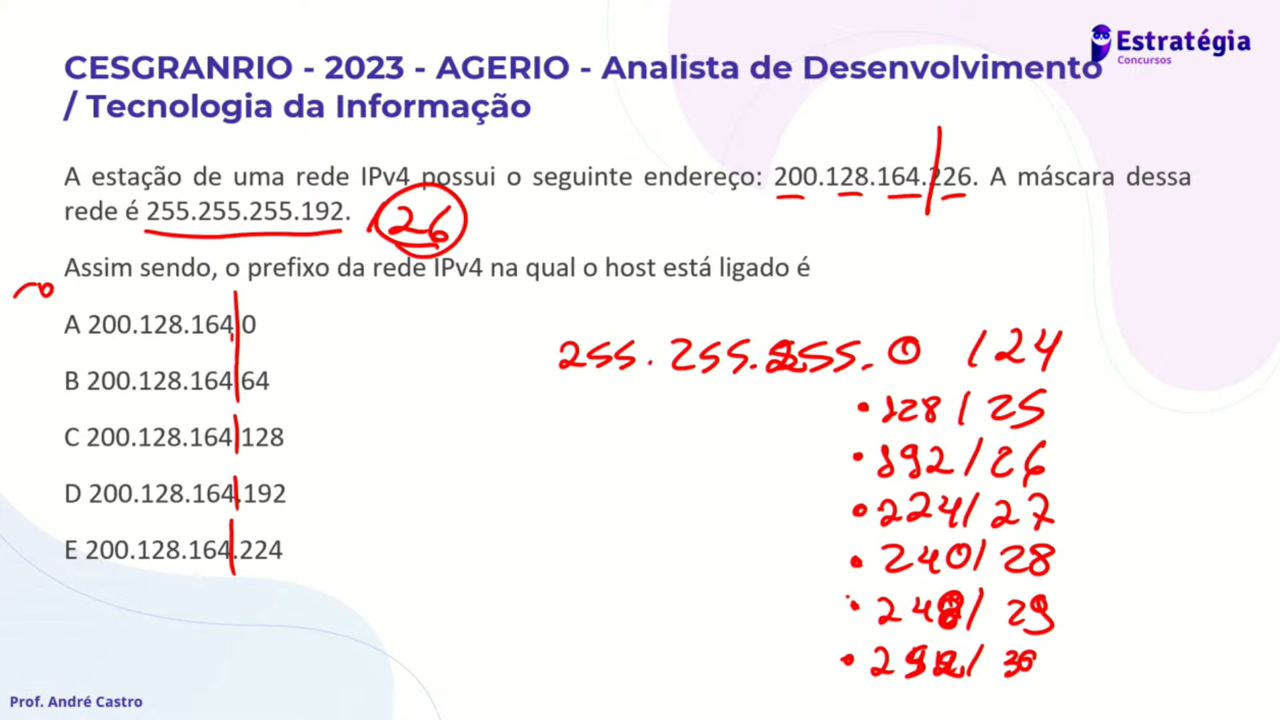 Estratégia
Concursos
CESGRANRIO - 2023 - AGERIO - Analista de Desenvolvimento
/ Tecnologia da Informação
A estação de uma rede IPv4 possui o seguinte endereço: 200.128.164.226. A máscara dessa
rede é 255.255.255.192. 26
Assim sendo, o prefixo da rede IPv4 na qual o host está ligado é
A 200.128.164.0
B 200.128.164.64
C 200.128.164.128
D 200.128.164.192
E 200.128.164.224
255.255.255.0 /24
.128/25
.192/26
.224/27
.240/28
.248/29
Prof. André Castro